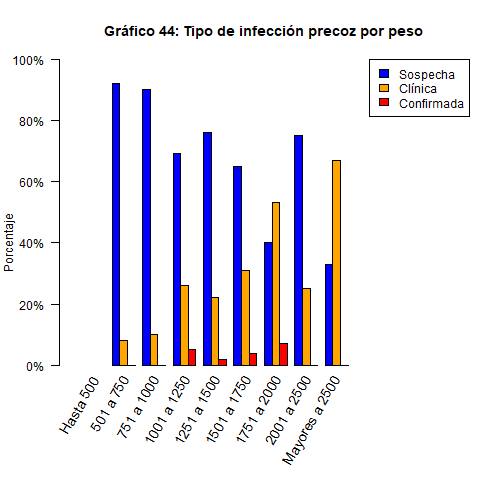 Gráfico 44: Tipo de infección precoz por peso
Sospecha
Clínica
Confirmada
Porcentaje
100%
80%
60%
40%
20%
0%
Hasta 500
501 a 750
751 a 1000
1001 a 1250
1251 a 1500
1501 a 1750
1751 a 2000
2001 a 2500
Mayores a 2500